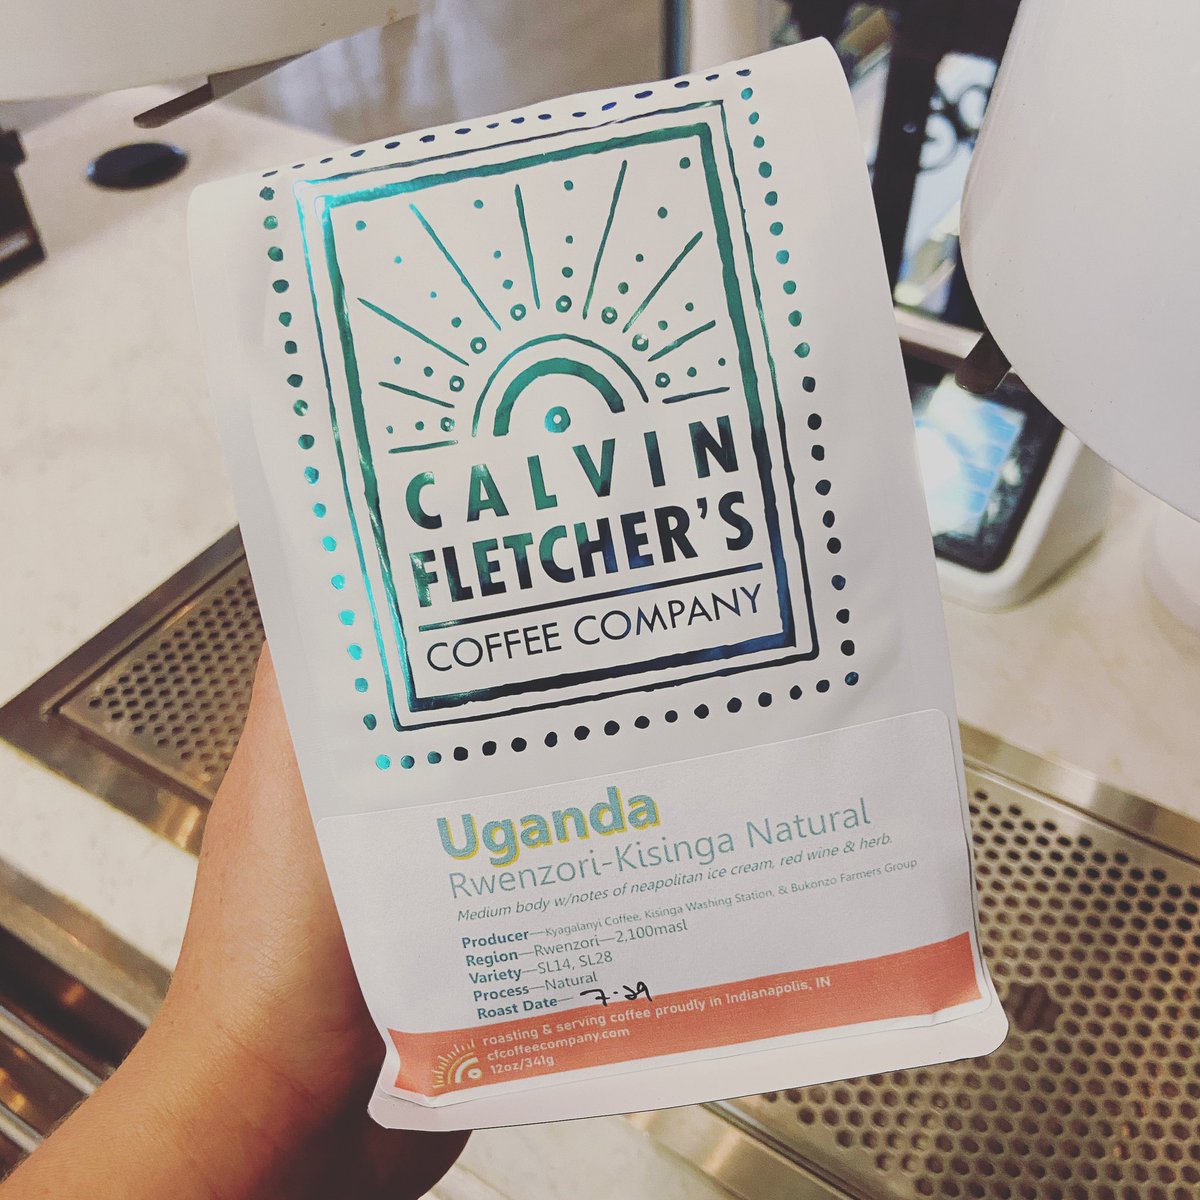 CALVIN
FLETCHER'S
COFFEE COMPANY
Uganda
Rwenzori-Kisinga Natural
Medium body w/notes of neapolitan ice cream, red wine & herb.
Producer—Kyagalanyi Coffee, Kisinga Washing Station, & Bukonzo Farmers Group
Region—Rwenzori—2,100masl
Variety—SL14, SL28
Process—Natural
Roast Date— 7-29
roasting & serving coffee proudly in Indianapolis, IN
cfcoffeecompany.com
12oz/341g